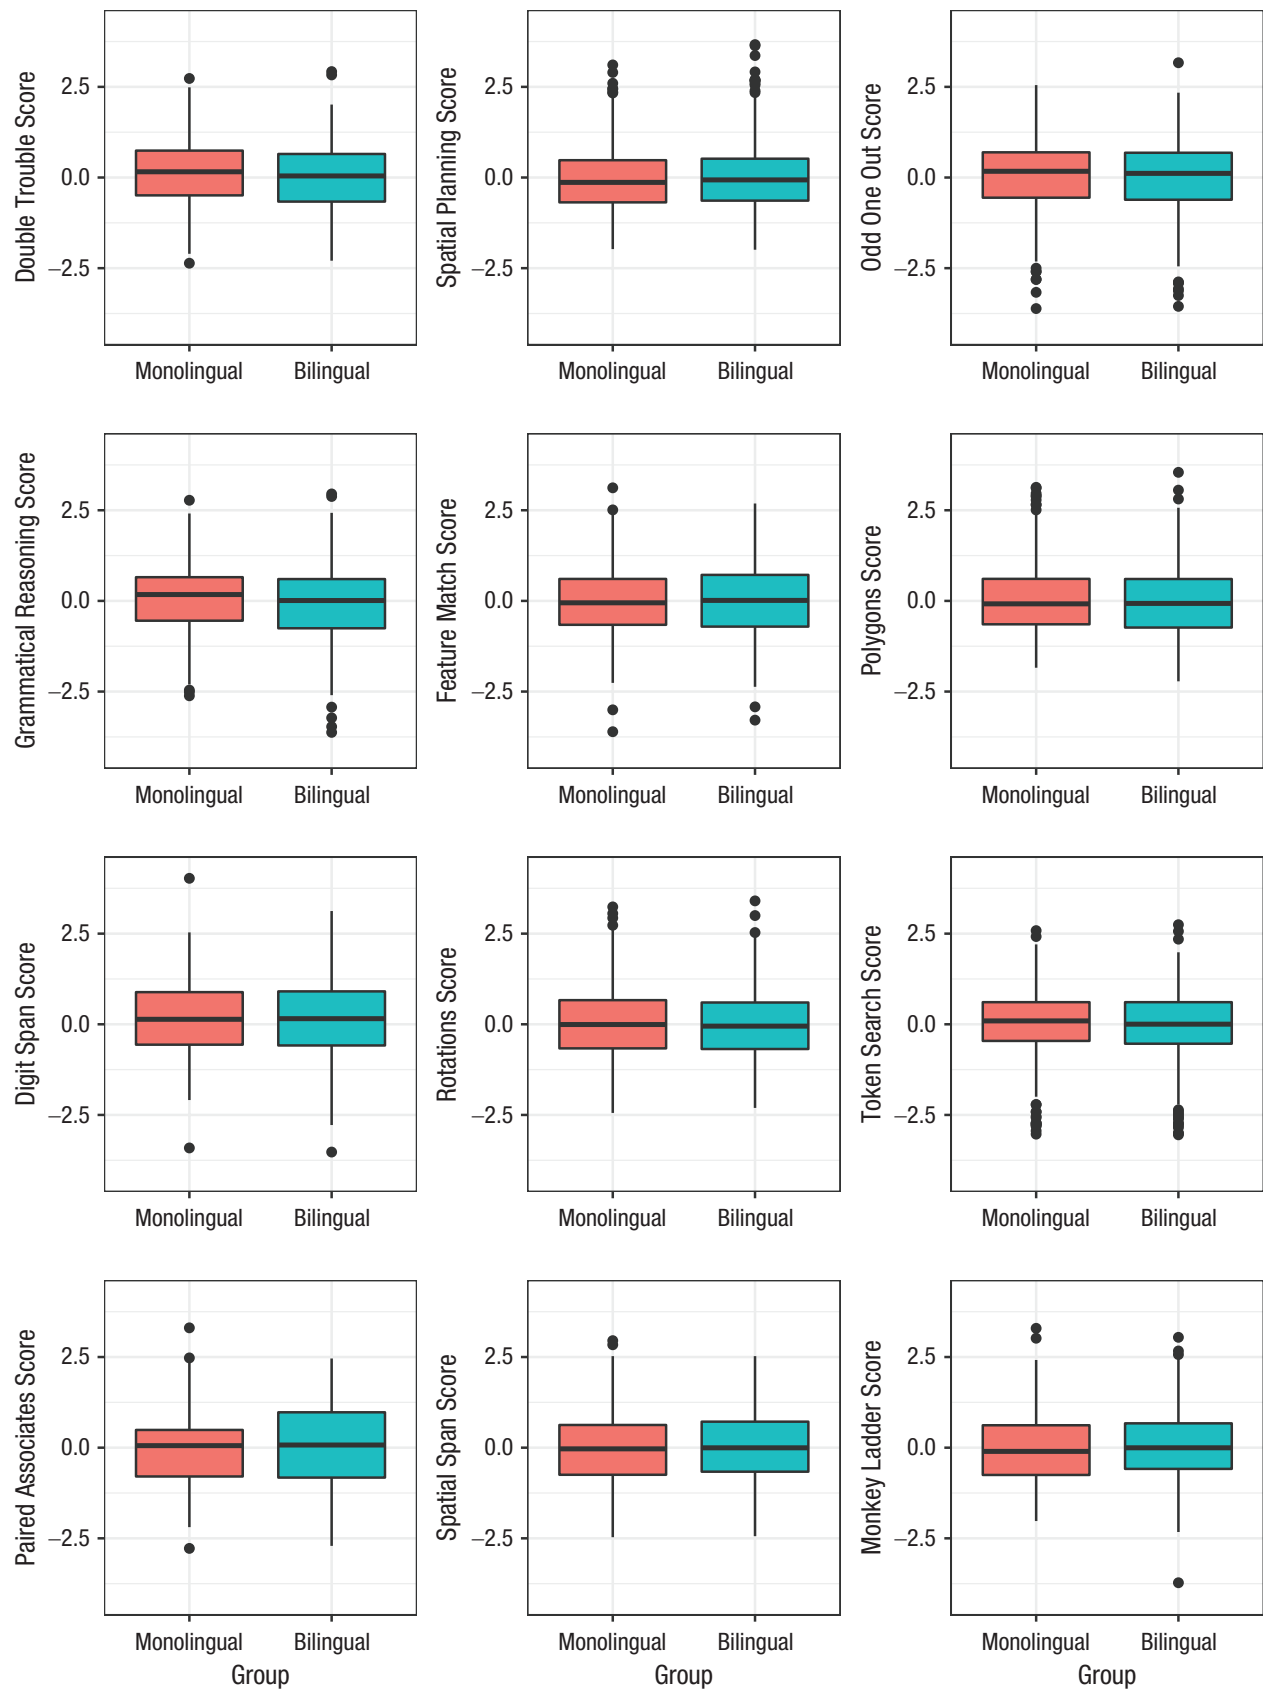 Double Trouble Score
2.5
0.0
−2.5
Monolingual Bilingual
Spatial Planning Score
2.5
0.0
−2.5
Monolingual Bilingual
Odd One Out Score
2.5
0.0
−2.5
Monolingual Bilingual
Grammatical Reasoning Score
2.5
0.0
−2.5
Monolingual Bilingual
Feature Match Score
2.5
0.0
−2.5
Monolingual Bilingual
Polygons Score
2.5
0.0
−2.5
Monolingual Bilingual
Digit Span Score
2.5
0.0
−2.5
Monolingual Bilingual
Rotations Score
2.5
0.0
−2.5
Monolingual Bilingual
Token Search Score
2.5
0.0
−2.5
Monolingual Bilingual
Paired Associates Score
2.5
0.0
−2.5
Monolingual Bilingual
Group
Spatial Span Score
2.5
0.0
−2.5
Monolingual Bilingual
Group
Monkey Ladder Score
2.5
0.0
−2.5
Monolingual Bilingual
Group